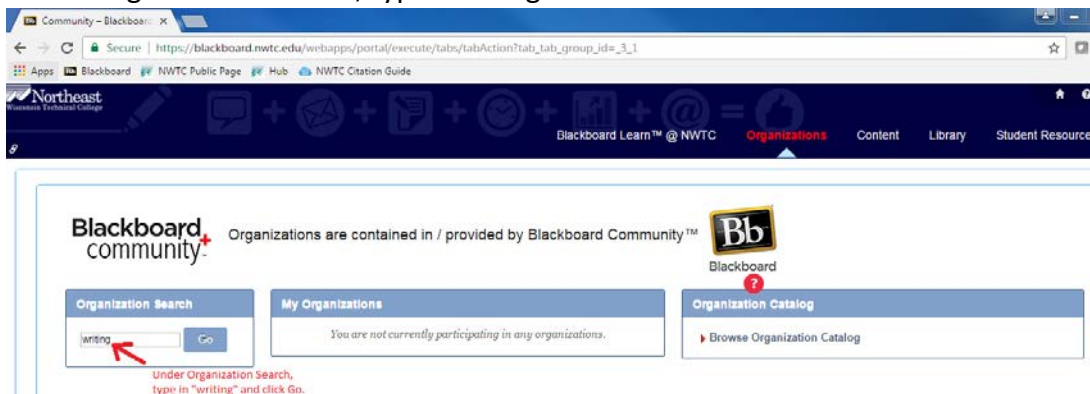 Community – Blackboard
Secure | https://blackboard.nwtc.edu/webapps/portal/execute/tabs/tabAction?tab_tab_group_id=_3_1
Apps Blackboard NWTC Public Page Hub NWTC Citation Guide
Northeast
Wisconsin Technical College
Blackboard Learn™ @ NWTC Organizations Content Library Student Resource
Blackboard
community
Organizations are contained in / provided by Blackboard Community™
Bb
Blackboard
?
Organization Search
My Organizations
Organization Catalog
writing
Go
You are not currently participating in any organizations.
Browse Organization Catalog
Under Organization Search,
type in "writing" and click Go.